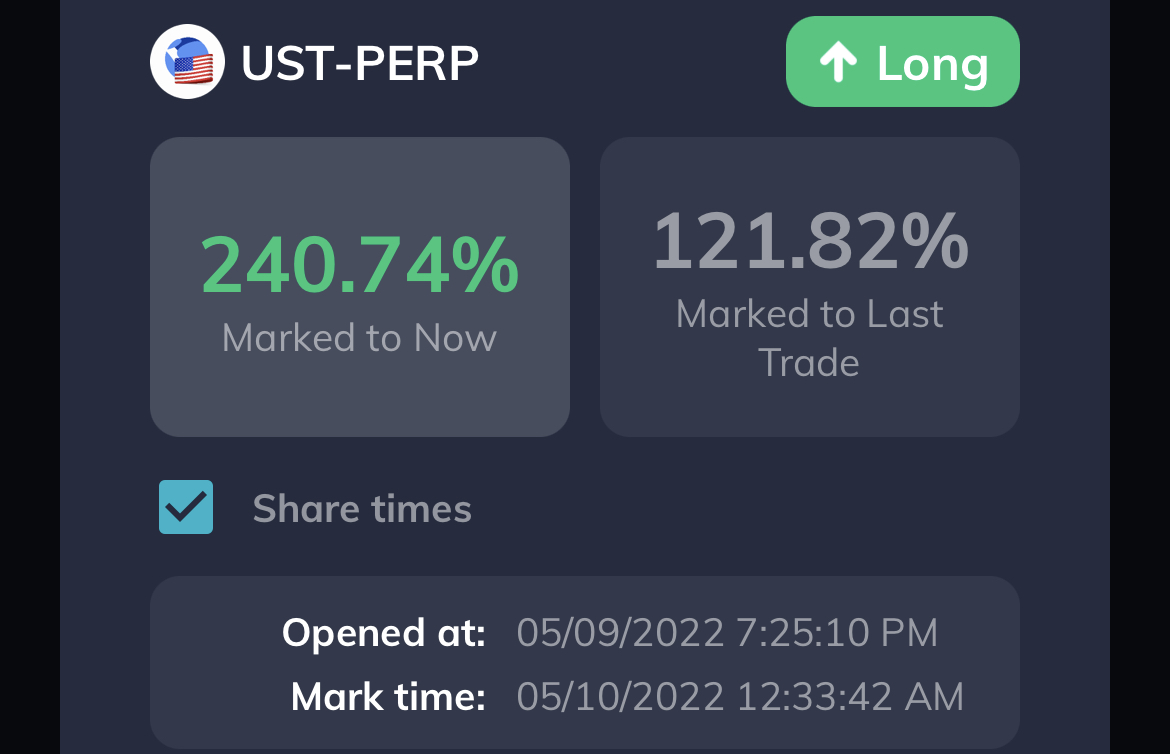 UST-PERP
Long
240.74%
Marked to Now
121.82%
Marked to Last
Trade
Share times
Opened at: 05/09/2022 7:25:10 PM
Mark time: 05/10/2022 12:33:42 AM